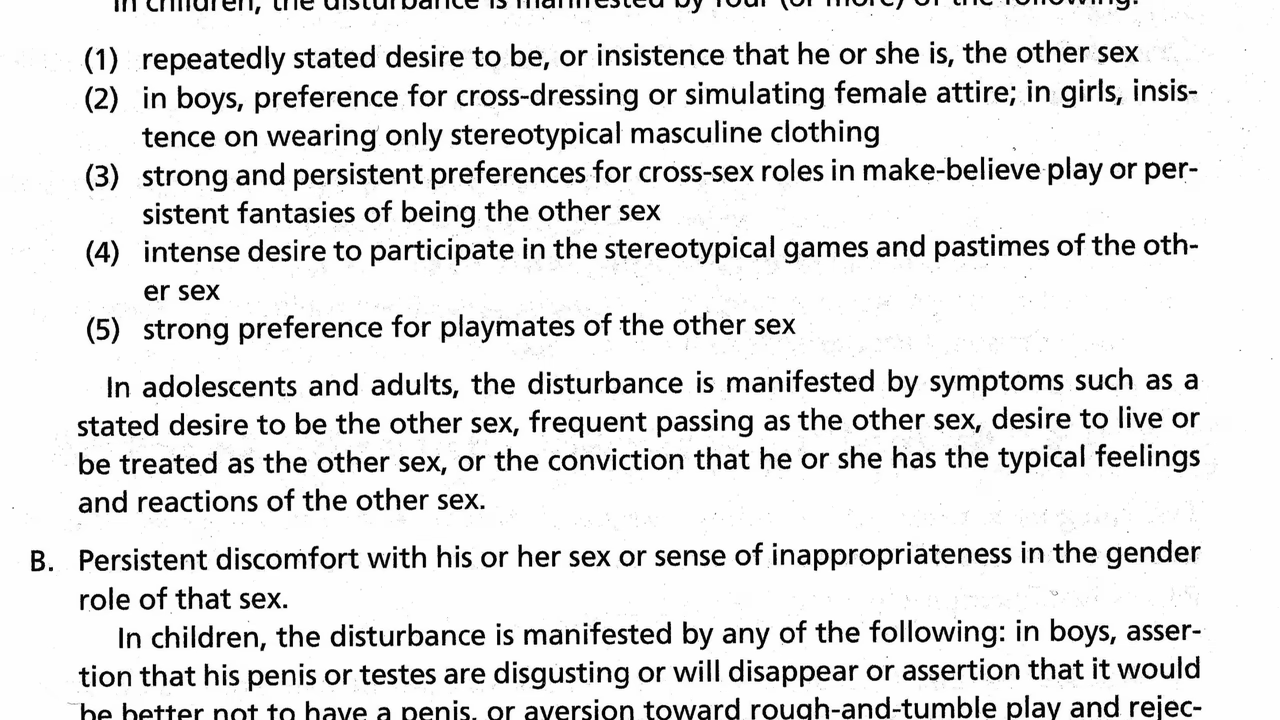 In children, the disturbance is manifested by four (or more) of the following:
(1) repeatedly stated desire to be, or insistence that he or she is, the other sex
(2) in boys, preference for cross-dressing or simulating female attire; in girls, insis-
tence on wearing only stereotypical masculine clothing
(3) strong and persistent preferences for cross-sex roles in make-believe play or per-
sistent fantasies of being the other sex
(4) intense desire to participate in the stereotypical games and pastimes of the oth-
er sex
(5) strong preference for playmates of the other sex
In adolescents and adults, the disturbance is manifested by symptoms such as a
stated desire to be the other sex, frequent passing as the other sex, desire to live or
be treated as the other sex, or the conviction that he or she has the typical feelings
and reactions of the other sex.
B. Persistent discomfort with his or her sex or sense of inappropriateness in the gender
role of that sex.
In children, the disturbance is manifested by any of the following: in boys, asser-
tion that his penis or testes are disgusting or will disappear or assertion that it would
be better not to have a penis, or aversion toward rough-and-tumble play and rejec-